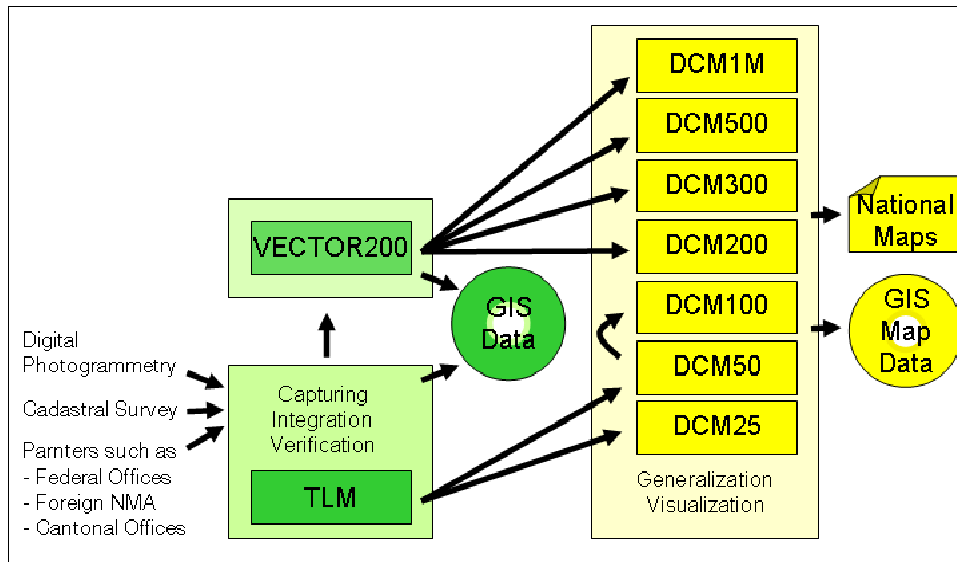 Digital
Photogrammetry
Cadastral Survey
Parnters such as
- Federal Offices
- Foreign NMA
- Cantonal Offices
VECTOR200
Capturing
Integration
Verification
TLM
GIS
Data
DCM1M
DCM500
DCM300
DCM200
DCM100
DCM50
DCM25
Generalization
Visualization
National
Maps
GIS
Map
Data